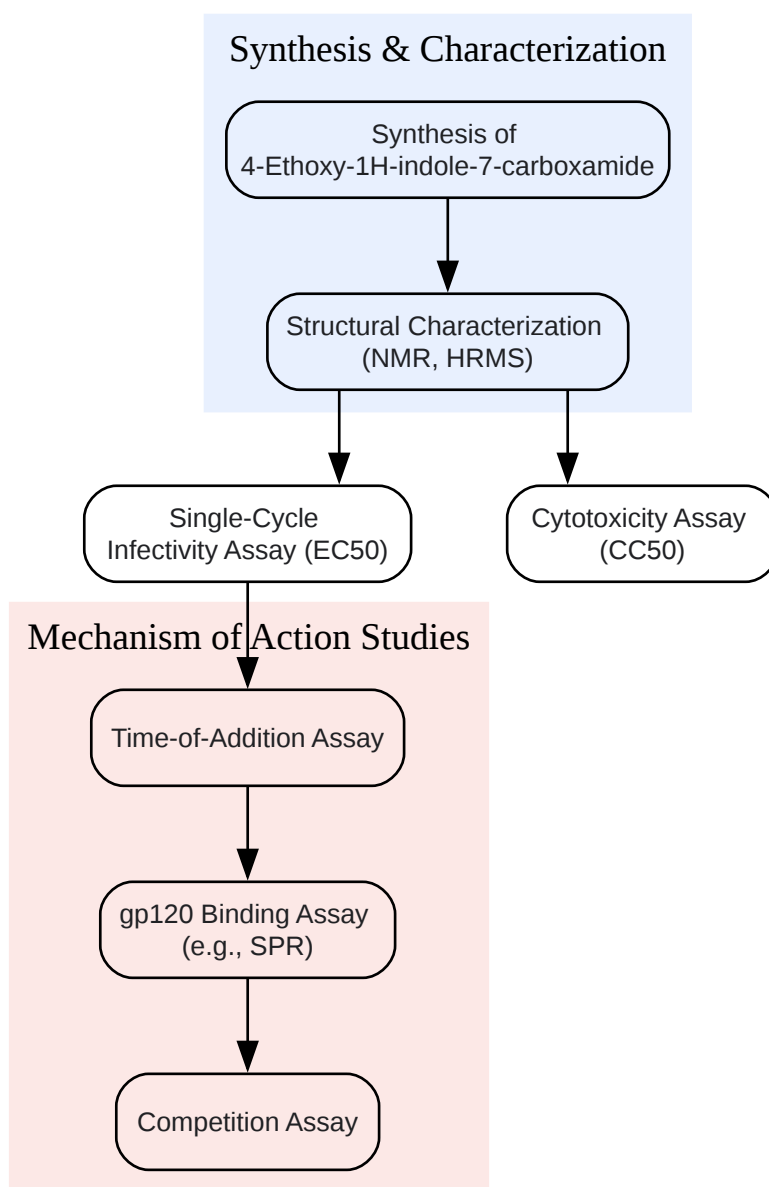 Synthesis & Characterization
Synthesis of
4-Ethoxy-1H-indole-7-carboxamide
Structural Characterization
(NMR, HRMS)
Single-Cycle
Infectivity Assay (EC50)
Cytotoxicity Assay
(CC50)
Mechanism of Action Studies
Time-of-Addition Assay
gp120 Binding Assay
(e.g., SPR)
Competition Assay